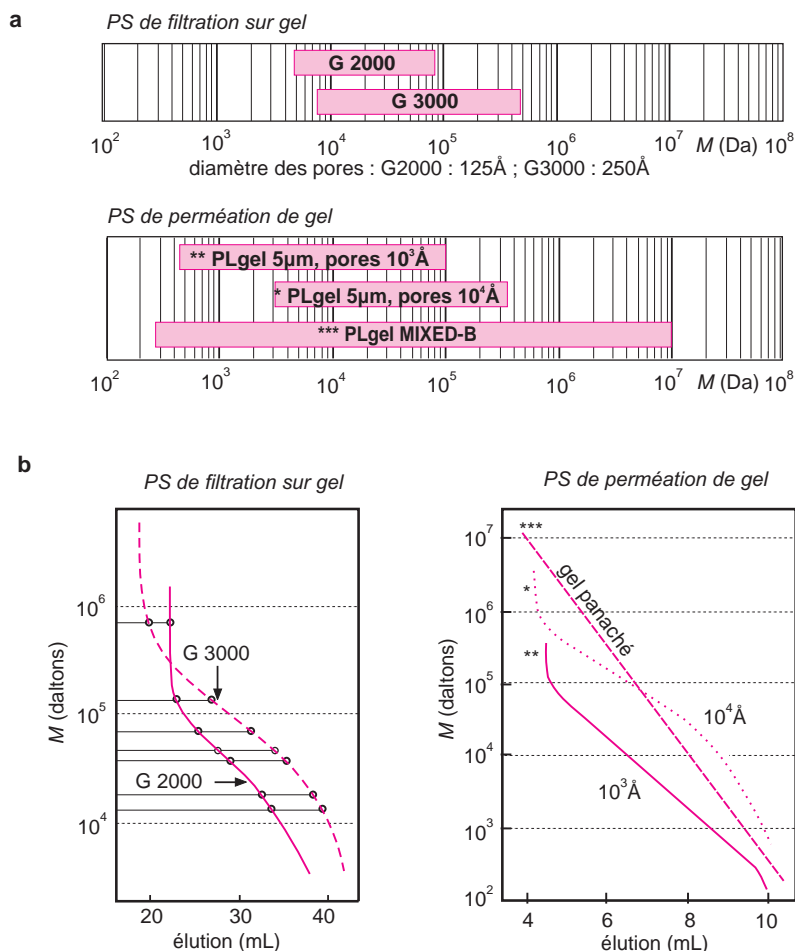 a
PS de filtration sur gel
G 2000
G 3000
10² 10³ 10⁴ 10⁵ 10⁶ 10⁷ M (Da) 10⁸
diamètre des pores : G2000 : 125Å ; G3000 : 250Å
PS de perméation de gel
** PLgel 5µm, pores 10³Å
* PLgel 5µm, pores 10⁴Å
*** PLgel MIXED-B
10² 10³ 10⁴ 10⁵ 10⁶ 10⁷ M (Da) 10⁸
b
PS de filtration sur gel
M (daltons)
10⁶
10⁵
10⁴
G 3000
G 2000
20 30 40
élution (mL)
PS de perméation de gel
M (daltons)
10⁷
10⁶
10⁵
10⁴
10³
10²
***
*
**
gel panaché
10⁴Å
10³Å
4 6 8 10
élution (mL)